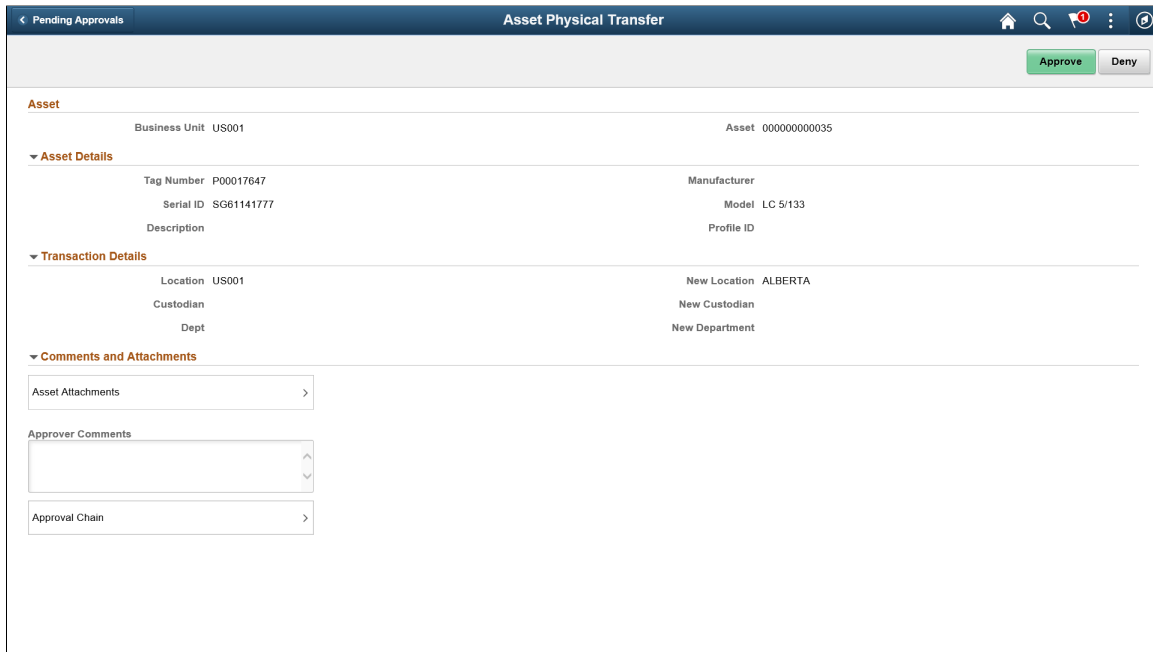 Pending Approvals
Asset Physical Transfer
1
Approve Deny
Asset
Business Unit US001 Asset 000000000035
Asset Details
Tag Number P00017647 Manufacturer
Serial ID SG61141777 Model LC 5/133
Description Profile ID
Transaction Details
Location US001 New Location ALBERTA
Custodian New Custodian
Dept New Department
Comments and Attachments
Asset Attachments
Approver Comments
Approval Chain